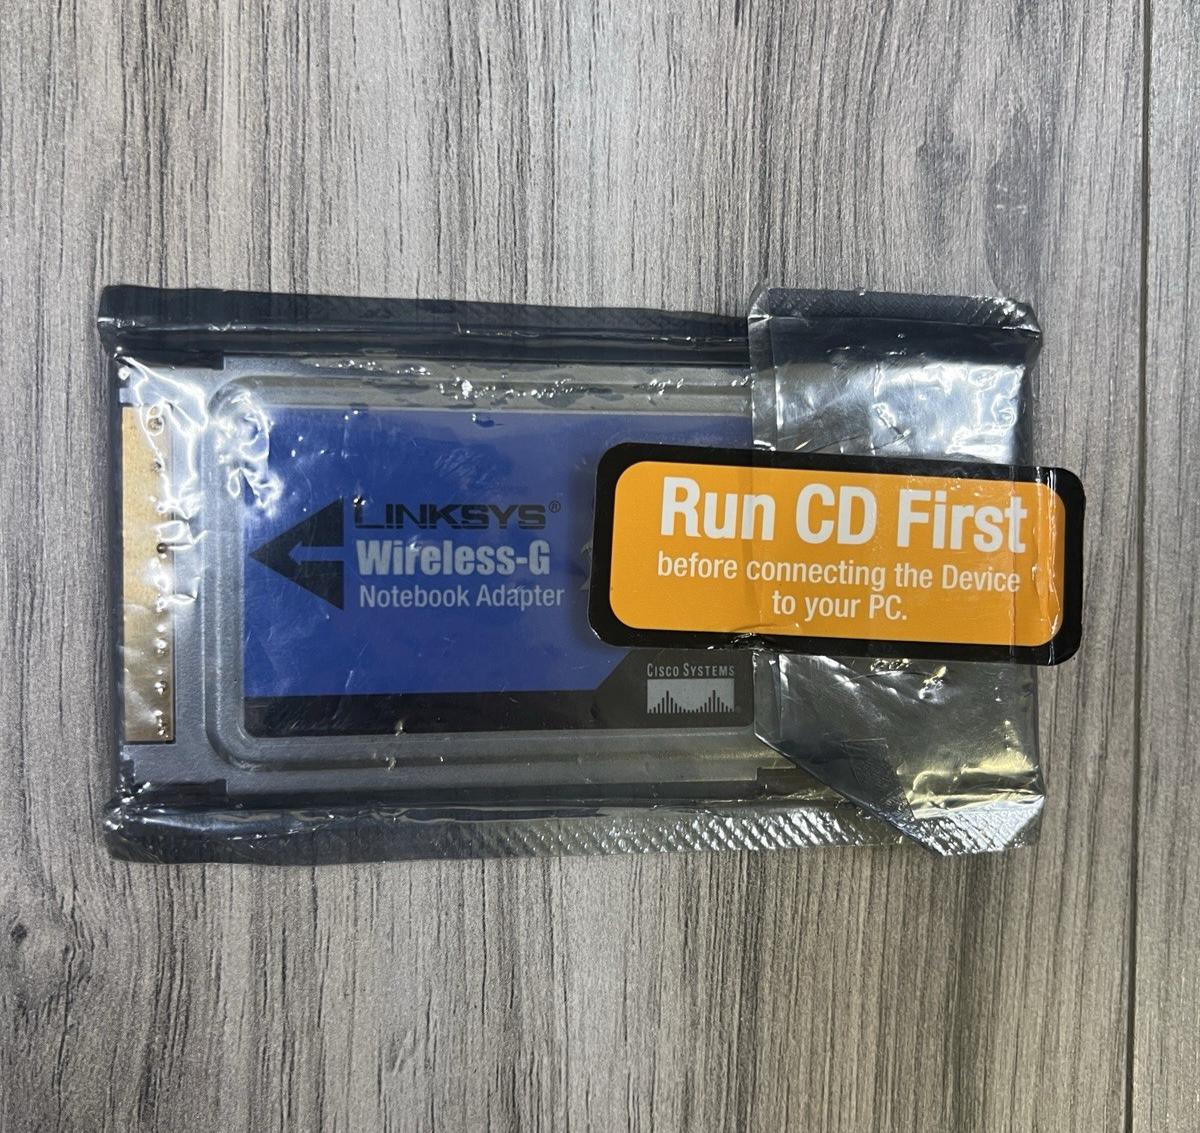 LINKSYS®
Wireless-G
Notebook Adapter
Run CD First
before connecting the Device
to your PC.
CISCO SYSTEMS